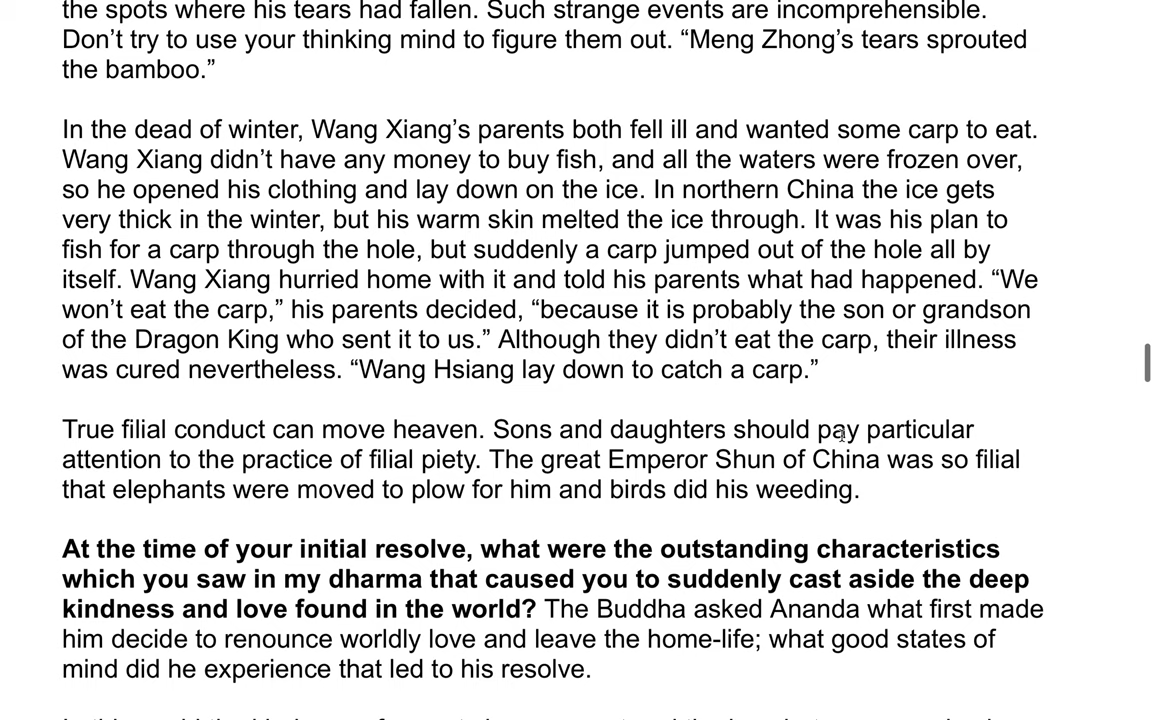 the spots where his tears had fallen. Such strange events are incomprehensible.
Don’t try to use your thinking mind to figure them out. “Meng Zhong’s tears sprouted
the bamboo.”
In the dead of winter, Wang Xiang’s parents both fell ill and wanted some carp to eat.
Wang Xiang didn’t have any money to buy fish, and all the waters were frozen over,
so he opened his clothing and lay down on the ice. In northern China the ice gets
very thick in the winter, but his warm skin melted the ice through. It was his plan to
fish for a carp through the hole, but suddenly a carp jumped out of the hole all by
itself. Wang Xiang hurried home with it and told his parents what had happened. “We
won’t eat the carp,” his parents decided, “because it is probably the son or grandson
of the Dragon King who sent it to us.” Although they didn’t eat the carp, their illness
was cured nevertheless. “Wang Hsiang lay down to catch a carp.”
True filial conduct can move heaven. Sons and daughters should pay particular
attention to the practice of filial piety. The great Emperor Shun of China was so filial
that elephants were moved to plow for him and birds did his weeding.
At the time of your initial resolve, what were the outstanding characteristics
which you saw in my dharma that caused you to suddenly cast aside the deep
kindness and love found in the world? The Buddha asked Ananda what first made
him decide to renounce worldly love and leave the home-life; what good states of
mind did he experience that led to his resolve.